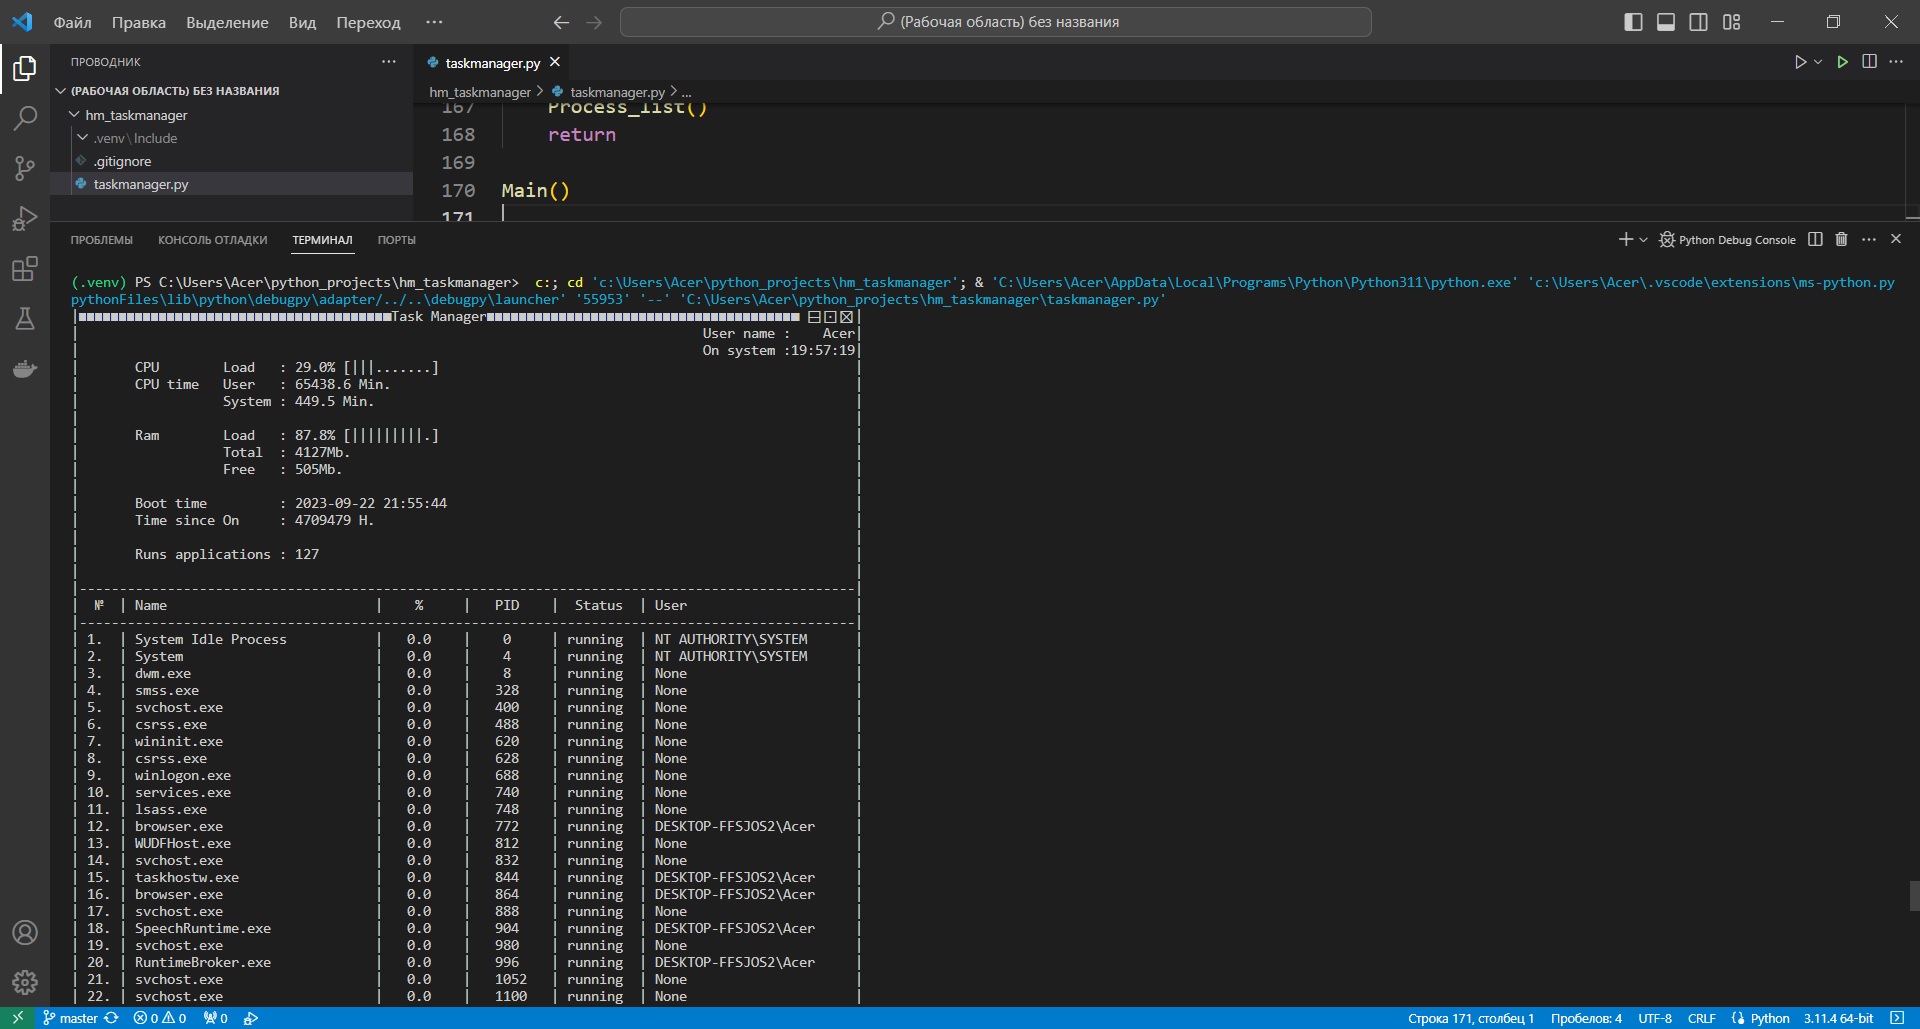 Файл Правка Выделение Вид Переход ··· (Рабочая область) без названия
ПРОВОДНИК
(РАБОЧАЯ ОБЛАСТЬ) БЕЗ НАЗВАНИЯ
hm_taskmanager
.venv\Include
.gitignore
taskmanager.py
taskmanager.py
hm_taskmanager > taskmanager.py > ...
167 Process_list()
168 return
169
170 Main()
171
ПРОБЛЕМЫ КОНСОЛЬ ОТЛАДКИ ТЕРМИНАЛ ПОРТЫ Python Debug Console
(.venv) PS C:\Users\Acer\python_projects\hm_taskmanager> c:; cd 'c:\Users\Acer\python_projects\hm_taskmanager'; & 'C:\Users\Acer\AppData\Local\Programs\Python\Python311\python.exe' 'c:\Users\Acer\.vscode\extensions\ms-python.py
pythonFiles\lib\python\debugpy\adapter/../..\debugpy\launcher' '55953' '--' 'C:\Users\Acer\python_projects\hm_taskmanager\taskmanager.py'
Task Manager
User name : Acer
On system :19:57:19
CPU Load : 29.0% [|||.......]
CPU time User : 65438.6 Min.
System : 449.5 Min.
Ram Load : 87.8% [|||||||||.]
Total : 4127Mb.
Free : 505Mb.
Boot time : 2023-09-22 21:55:44
Time since On : 4709479 H.
Runs applications : 127
№ | Name | % | PID | Status | User
1. | System Idle Process | 0.0 | 0 | running | NT AUTHORITY\SYSTEM
2. | System | 0.0 | 4 | running | NT AUTHORITY\SYSTEM
3. | dwm.exe | 0.0 | 8 | running | None
4. | smss.exe | 0.0 | 328 | running | None
5. | svchost.exe | 0.0 | 400 | running | None
6. | csrss.exe | 0.0 | 488 | running | None
7. | wininit.exe | 0.0 | 620 | running | None
8. | csrss.exe | 0.0 | 628 | running | None
9. | winlogon.exe | 0.0 | 688 | running | None
10. | services.exe | 0.0 | 740 | running | None
11. | lsass.exe | 0.0 | 748 | running | None
12. | browser.exe | 0.0 | 772 | running | DESKTOP-FFSJOS2\Acer
13. | WUDFHost.exe | 0.0 | 812 | running | None
14. | svchost.exe | 0.0 | 832 | running | None
15. | taskhostw.exe | 0.0 | 844 | running | DESKTOP-FFSJOS2\Acer
16. | browser.exe | 0.0 | 864 | running | DESKTOP-FFSJOS2\Acer
17. | svchost.exe | 0.0 | 888 | running | None
18. | SpeechRuntime.exe | 0.0 | 904 | running | DESKTOP-FFSJOS2\Acer
19. | svchost.exe | 0.0 | 980 | running | None
20. | RuntimeBroker.exe | 0.0 | 996 | running | DESKTOP-FFSJOS2\Acer
21. | svchost.exe | 0.0 | 1052 | running | None
22. | svchost.exe | 0.0 | 1100 | running | None
master 0 0 0 Строка 171, столбец 1 Пробелов: 4 UTF-8 CRLF Python 3.11.4 64-bit